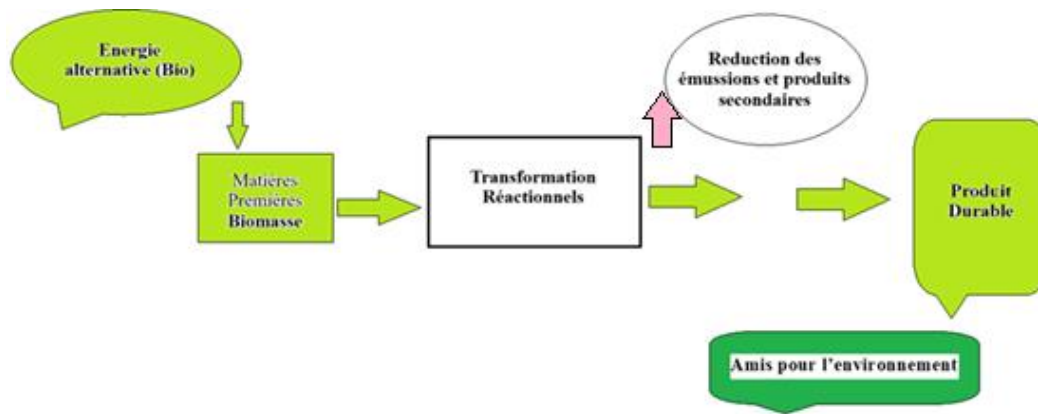 Energie
alternative (Bio)
Reduction des
émussions et produits
secondaires
Matières
Premières
Biomasse
Transformation
Réactionnels
Produit
Durable
Amis pour l'environnement